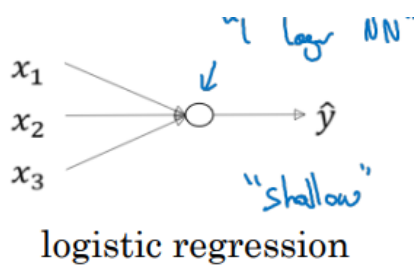 "1 layer NN"
x₁
x₂
ŷ
x₃
"shallow"
logistic regression